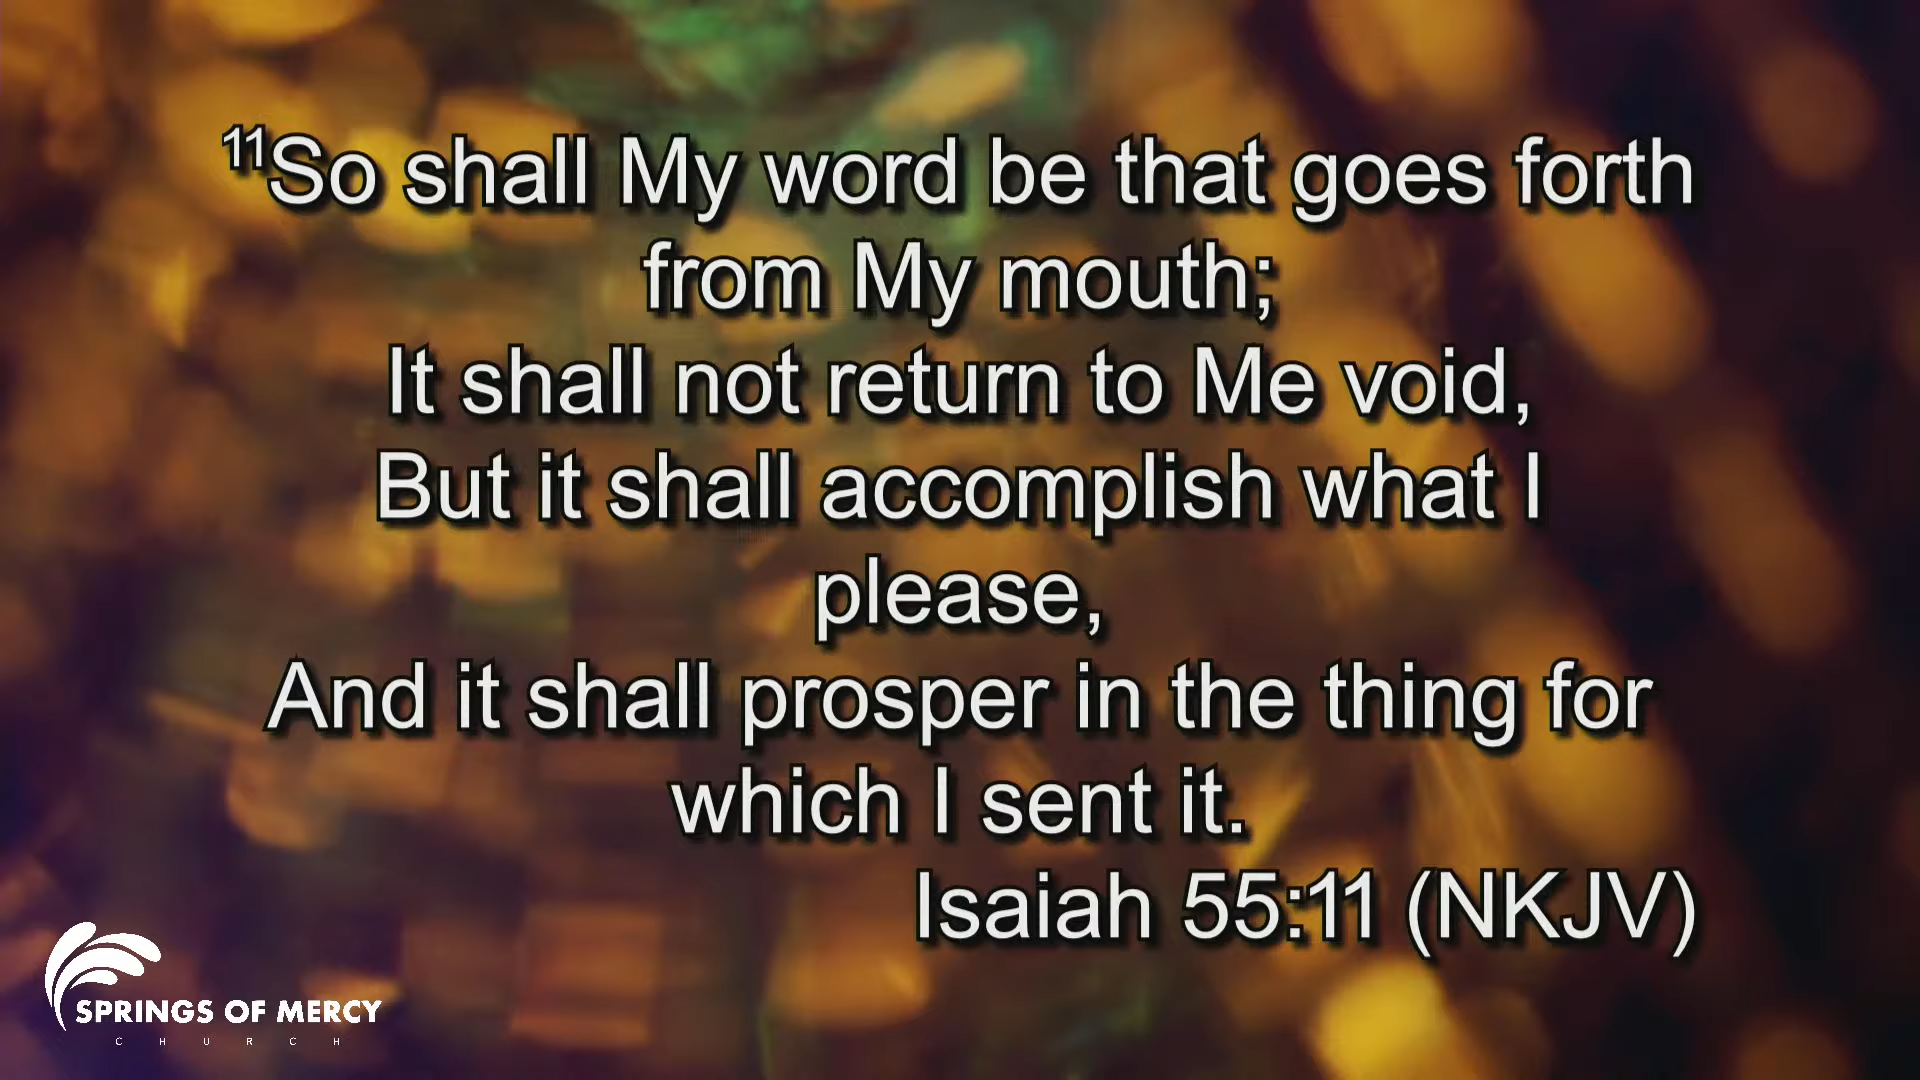 ¹¹So shall My word be that goes forth
from My mouth;
It shall not return to Me void,
But it shall accomplish what I
please,
And it shall prosper in the thing for
which I sent it.
Isaiah 55:11 (NKJV)
SPRINGS OF MERCY
CHURCH